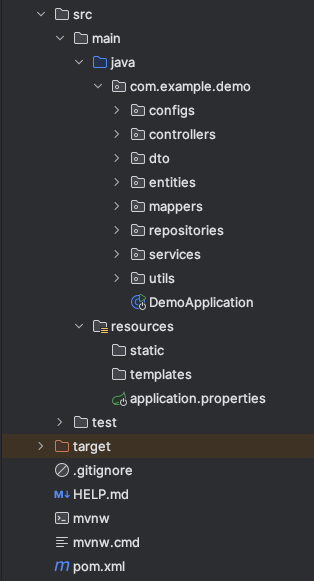 src
main
java
com.example.demo
configs
controllers
dto
entities
mappers
repositories
services
utils
DemoApplication
resources
static
templates
application.properties
test
target
.gitignore
M↓ HELP.md
mvnw
mvnw.cmd
m pom.xml